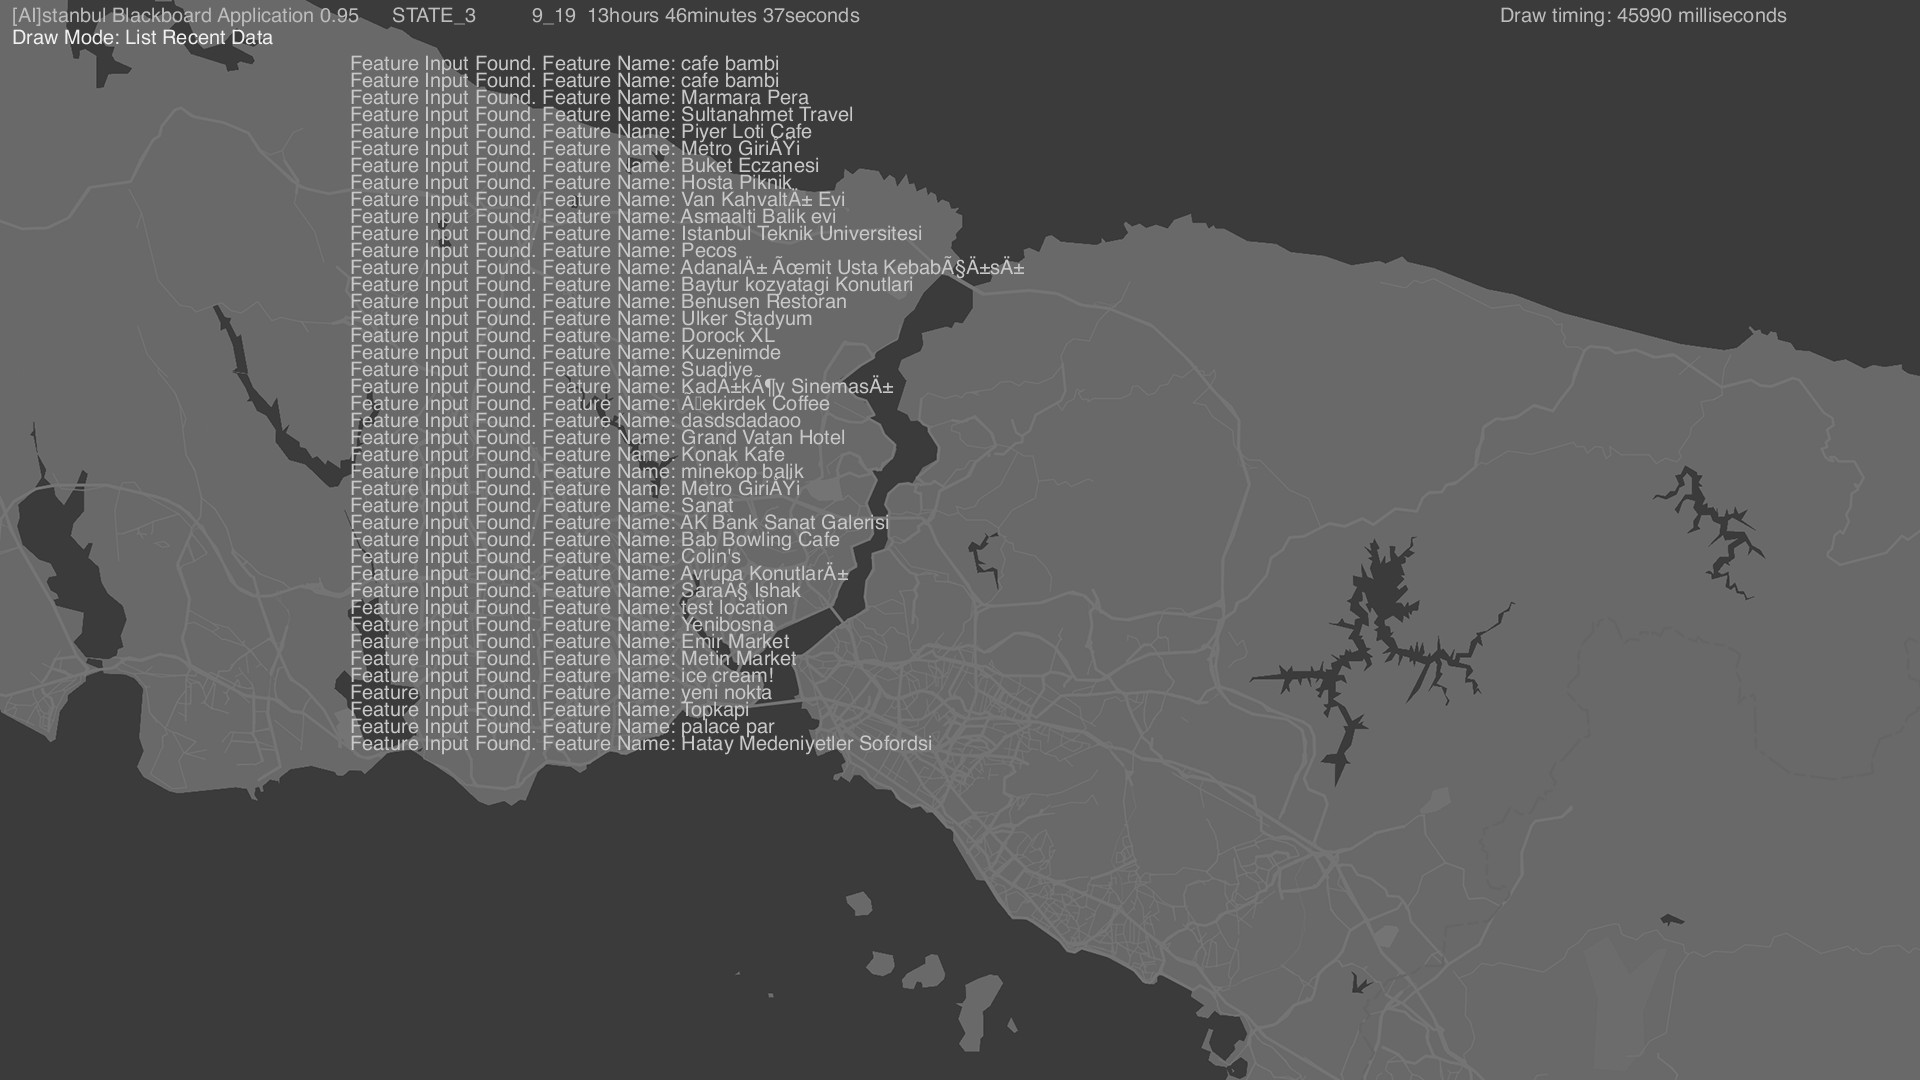 [AI]stanbul Blackboard Application 0.95 STATE_3 9_19 13hours 46minutes 37seconds Draw timing: 45990 milliseconds
Draw Mode: List Recent Data
Feature Input Found. Feature Name: cafe bambi
Feature Input Found. Feature Name: cafe bambi
Feature Input Found. Feature Name: Marmara Pera
Feature Input Found. Feature Name: Sultanahmet Travel
Feature Input Found. Feature Name: Piyer Loti Cafe
Feature Input Found. Feature Name: Metro GiriÅŸi
Feature Input Found. Feature Name: Buket Eczanesi
Feature Input Found. Feature Name: Hosta Piknik
Feature Input Found. Feature Name: Van KahvaltÄ± Evi
Feature Input Found. Feature Name: Asmaalti Balik evi
Feature Input Found. Feature Name: Istanbul Teknik Universitesi
Feature Input Found. Feature Name: Pecos
Feature Input Found. Feature Name: AdanalÄ± Ãœmit Usta KebabÃ§Ä±sÄ±
Feature Input Found. Feature Name: Baytur kozyatagi Konutlari
Feature Input Found. Feature Name: Benusen Restoran
Feature Input Found. Feature Name: Ulker Stadyum
Feature Input Found. Feature Name: Dorock XL
Feature Input Found. Feature Name: Kuzenimde
Feature Input Found. Feature Name: Suadiye
Feature Input Found. Feature Name: KadÄ±kÃ¶y SinemasÄ±
Feature Input Found. Feature Name: Coffee
Feature Input Found. Feature Name: dasdsdadaoo
Feature Input Found. Feature Name: Grand Vatan Hotel
Feature Input Found. Feature Name: Konak Kafe
Feature Input Found. Feature Name: minekop balik
Feature Input Found. Feature Name: Metro GiriÅŸi
Feature Input Found. Feature Name: Sanat
Feature Input Found. Feature Name: AK Bank Sanat Galerisi
Feature Input Found. Feature Name: Bab Bowling Cafe
Feature Input Found. Feature Name: Colin's
Feature Input Found. Feature Name: Avrupa KonutlarÄ±
Feature Input Found. Feature Name: SaraÃ§ Ishak
Feature Input Found. Feature Name: test location
Feature Input Found. Feature Name: Yenibosna
Feature Input Found. Feature Name: Emir Market
Feature Input Found. Feature Name: Metin Market
Feature Input Found. Feature Name: ice cream!
Feature Input Found. Feature Name: yeni nokta
Feature Input Found. Feature Name: Topkapi
Feature Input Found. Feature Name: palace par
Feature Input Found. Feature Name: Hatay Medeniyetler Sofordsi